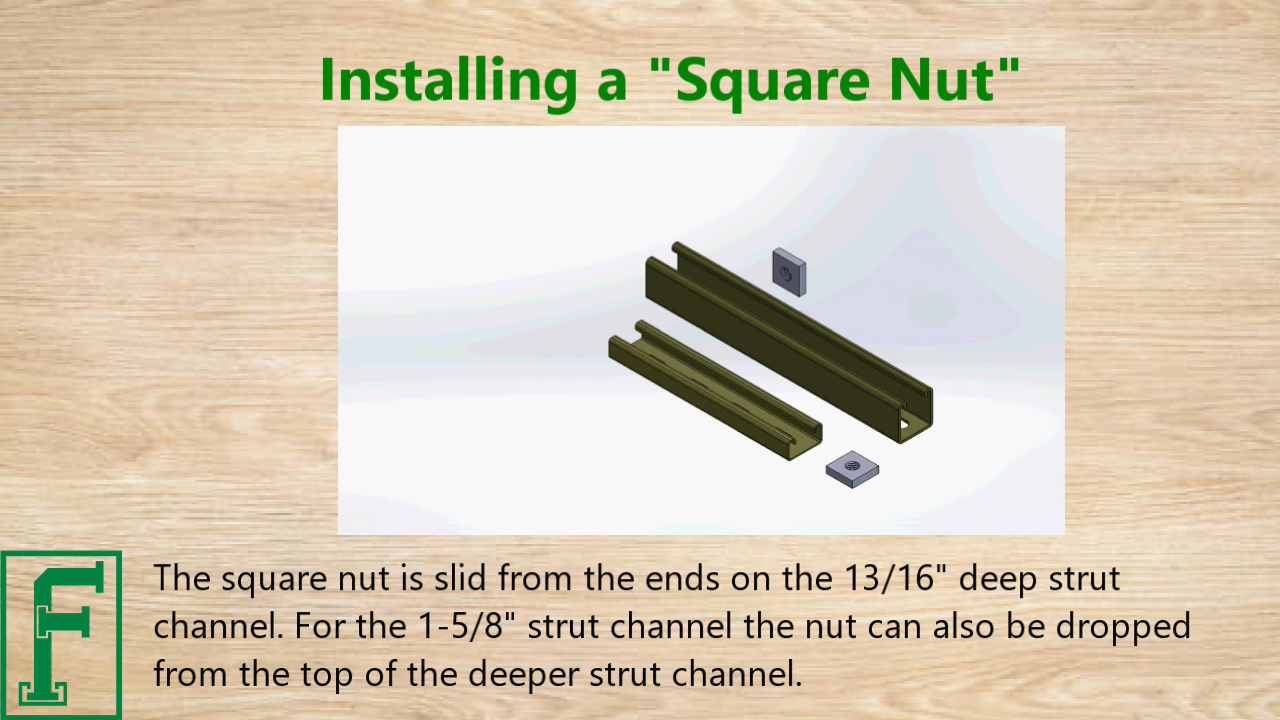 Installing a "Square Nut"
The square nut is slid from the ends on the 13/16" deep strut
channel. For the 1-5/8" strut channel the nut can also be dropped
from the top of the deeper strut channel.
F